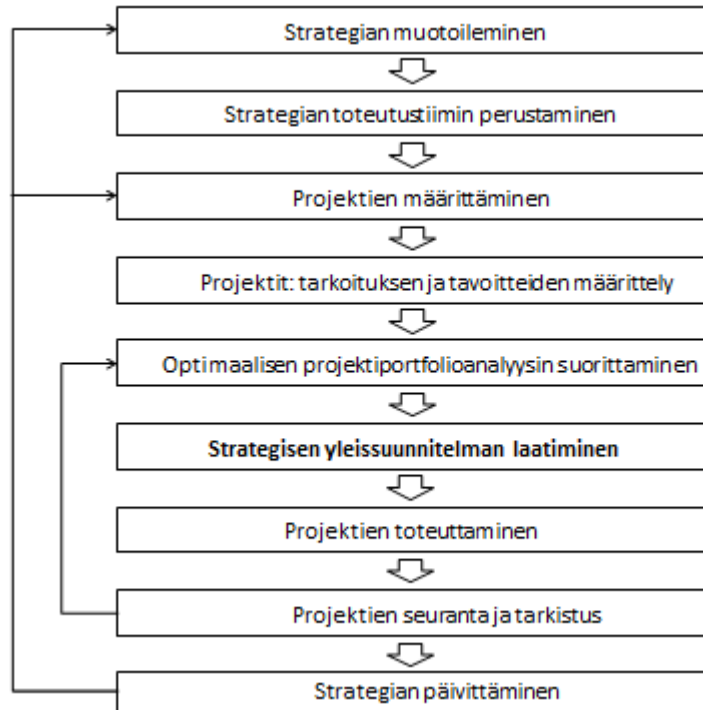 Strategian muotoileminen
Strategian toteutustiimin perustaminen
Projektien määrittäminen
Projektit: tarkoituksen ja tavoitteiden määrittely
Optimaalisen projektiportfolioanalyysin suorittaminen
Strategisen yleissuunnitelman laatiminen
Projektien toteuttaminen
Projektien seuranta ja tarkistus
Strategian päivittäminen